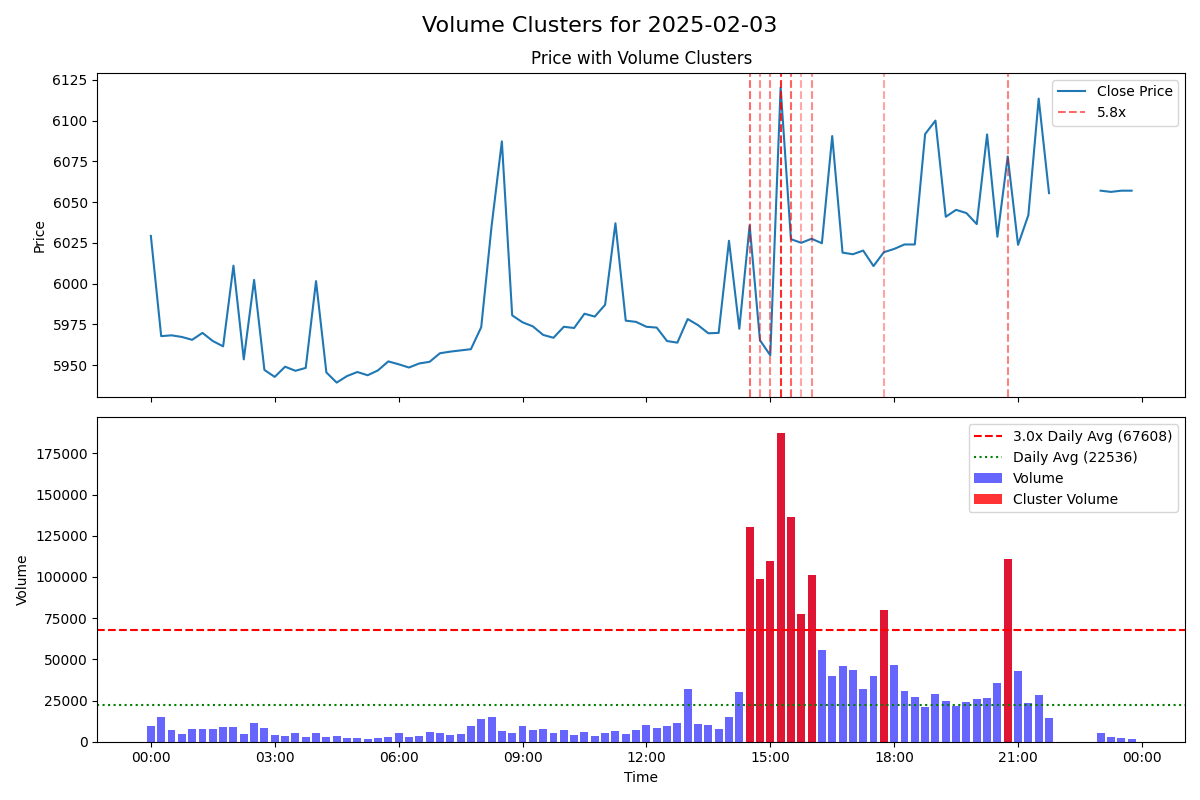 Volume Clusters for 2025-02-03
Price with Volume Clusters
6125
6100
6075
6050
6025
6000
5975
5950
Price
Close Price
5.8x
175000
150000
125000
100000
75000
50000
25000
0
Volume
3.0x Daily Avg (67608)
Daily Avg (22536)
Volume
Cluster Volume
00:00 03:00 06:00 09:00 12:00 15:00 18:00 21:00 00:00
Time